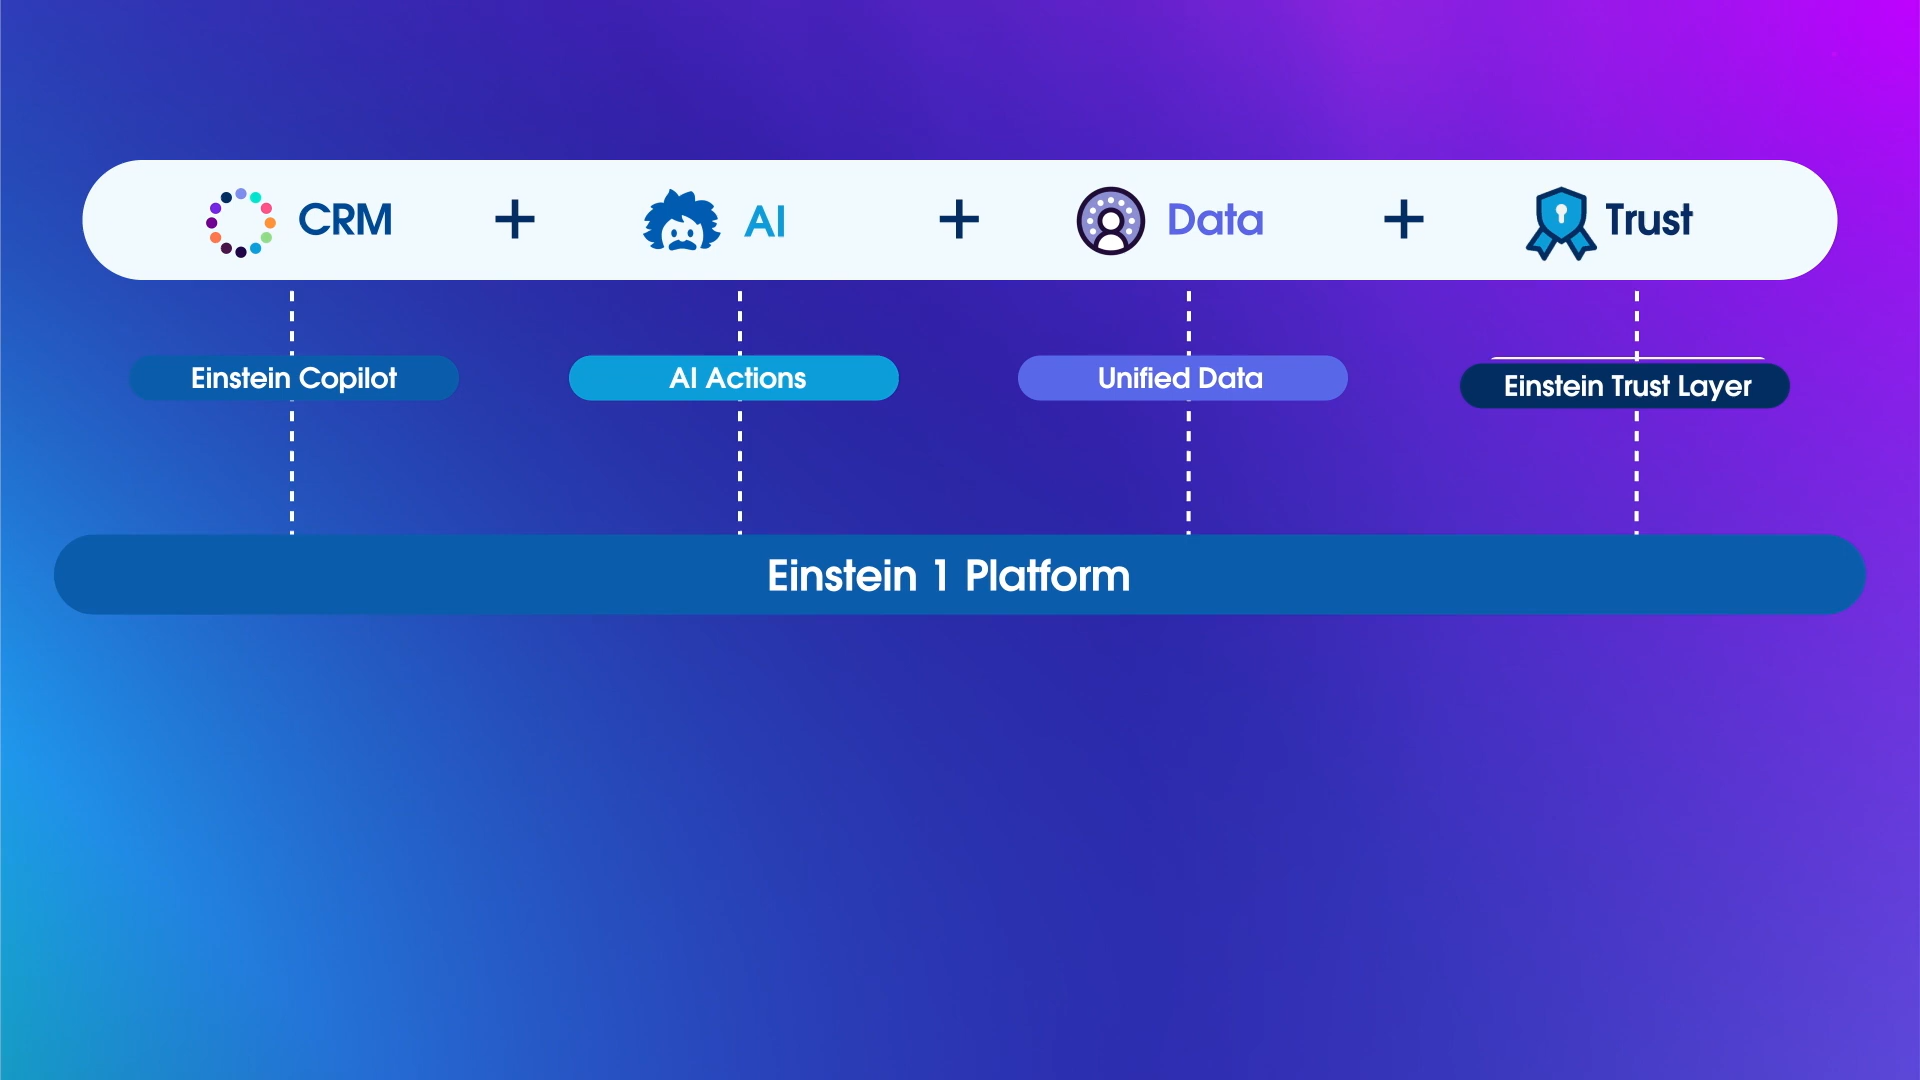 CRM + AI + Data + Trust
Einstein Copilot
AI Actions
Unified Data
Einstein Trust Layer
Einstein 1 Platform